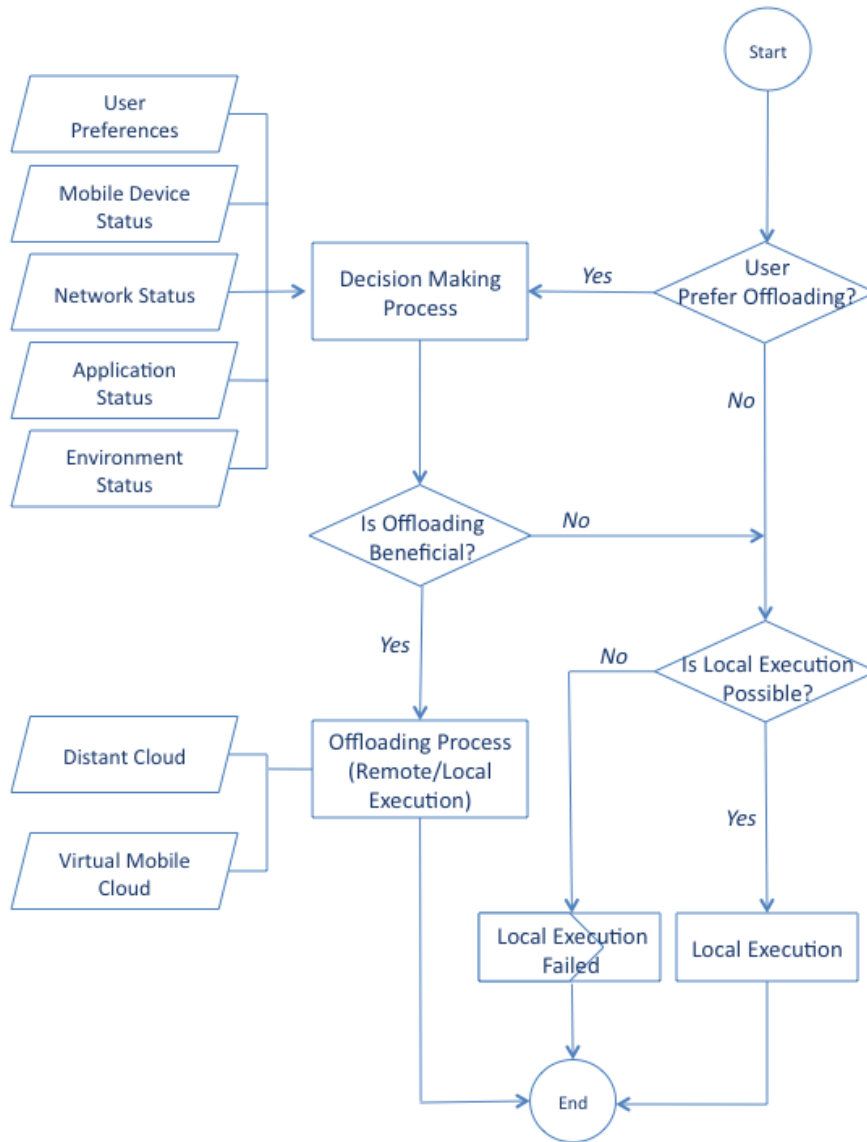 Start
User
Preferences
Mobile Device
Status
Network Status
Application
Status
Environment
Status
Decision Making
Process
Yes
User
Prefer Offloading?
No
Is Offloading
Beneficial?
No
Yes
Is Local Execution
Possible?
No
Yes
Distant Cloud
Virtual Mobile
Cloud
Offloading Process
(Remote/Local
Execution)
Local Execution
Failed
Local Execution
End